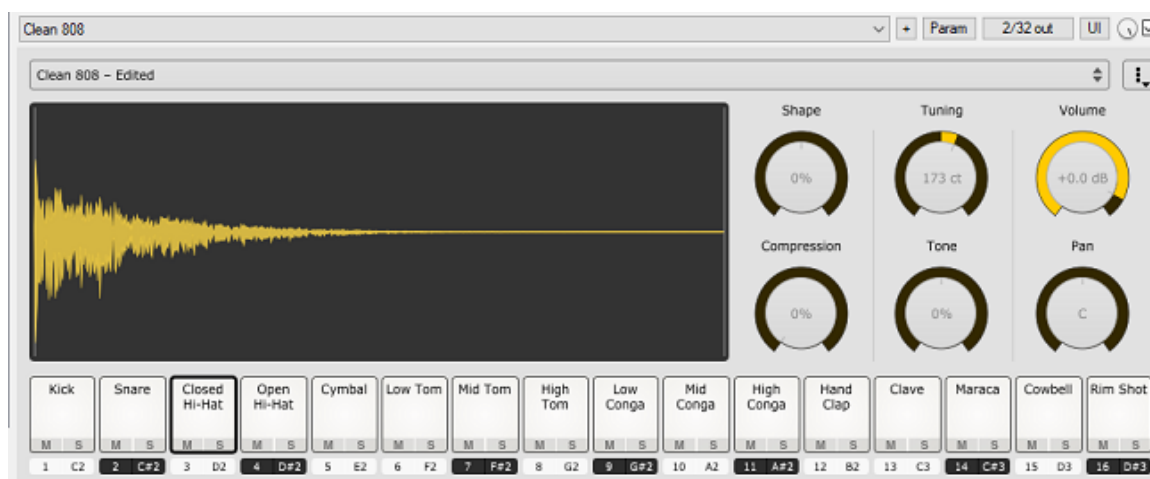 Clean 808 + Param 2/32 out UI
Clean 808 – Edited
Shape Tuning Volume
0% 173 ct +0.0 dB
Compression Tone Pan
0% 0% C
Kick Snare Closed Hi-Hat Open Hi-Hat Cymbal Low Tom Mid Tom High Tom Low Conga Mid Conga High Conga Hand Clap Clave Maraca Cowbell Rim Shot
M S M S M S M S M S M S M S M S M S M S M S M S M S M S M S M S
1 C2 2 C#2 3 D2 4 D#2 5 E2 6 F2 7 F#2 8 G2 9 G#2 10 A2 11 A#2 12 B2 13 C3 14 C#3 15 D3 16 D#3